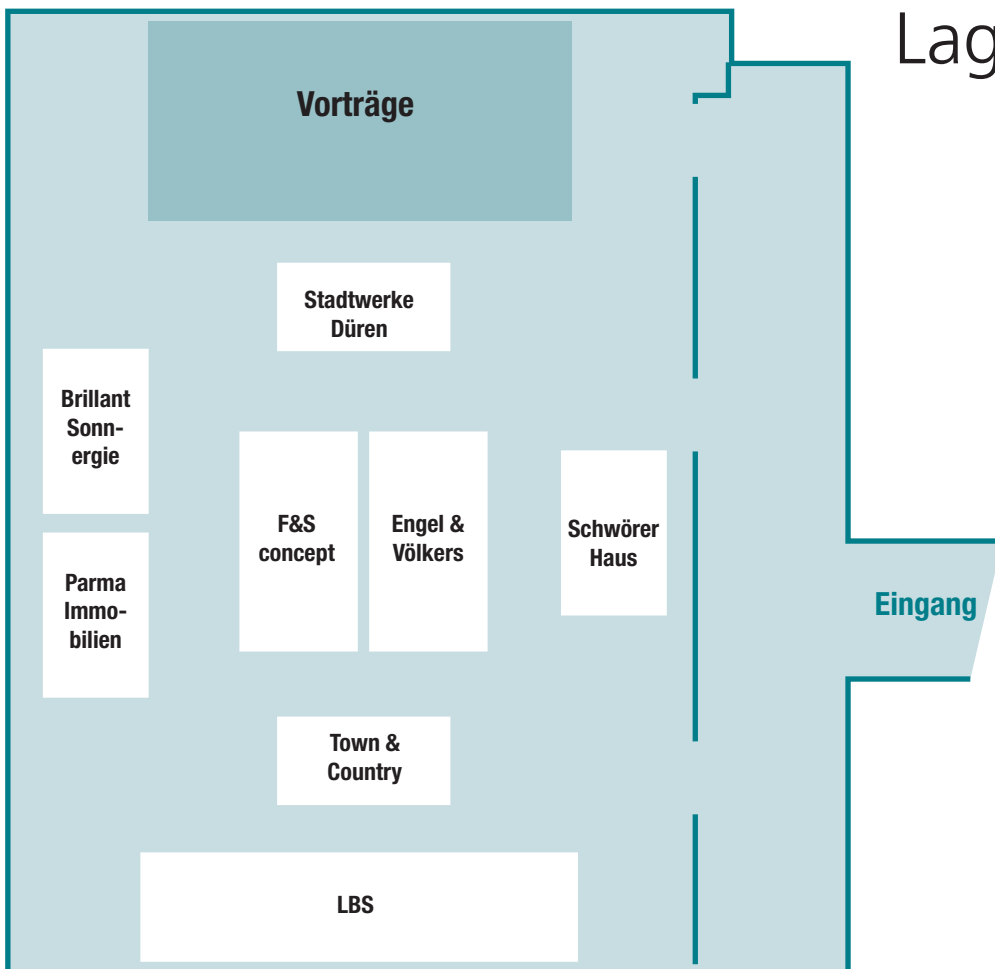 Lag
Vorträge
Stadtwerke
Düren
Brillant
Sonn-
ergie
F&S
concept
Engel &
Völkers
Schwörer
Haus
Parma
Immo-
bilien
Eingang
Town &
Country
LBS